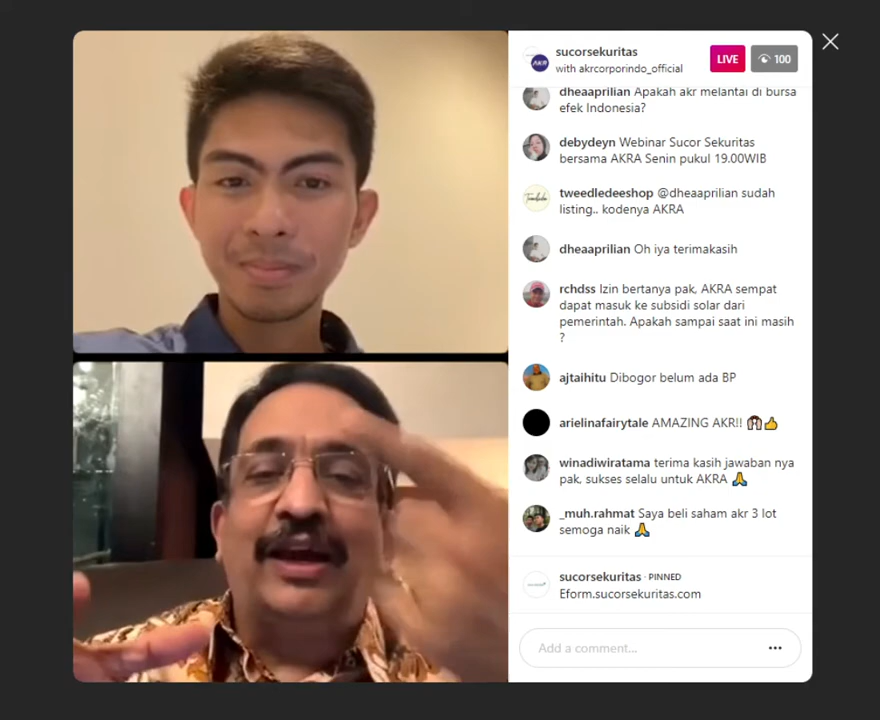 sucorsekuritas
with akrcorporindo_official
LIVE
100
AKR
dheaaprilian Apakah akr melantai di bursa
efek Indonesia?
debydeyn Webinar Sucor Sekuritas
bersama AKRA Senin pukul 19.00WIB
tweedledeeshop @dheaaprilian sudah
listing.. kodenya AKRA
dheaaprilian Oh iya terimakasih
rchdss Izin bertanya pak, AKRA sempat
dapat masuk ke subsidi solar dari
pemerintah. Apakah sampai saat ini masih
?
ajtaihitu Dibogor belum ada BP
arielinafairytale AMAZING AKR!! 🙌👍
winadiwiratama terima kasih jawaban nya
pak, sukses selalu untuk AKRA 🙏
_muh.rahmat Saya beli saham akr 3 lot
semoga naik 🙏
sucorsekuritas · PINNED
Eform.sucorsekuritas.com
Add a comment...